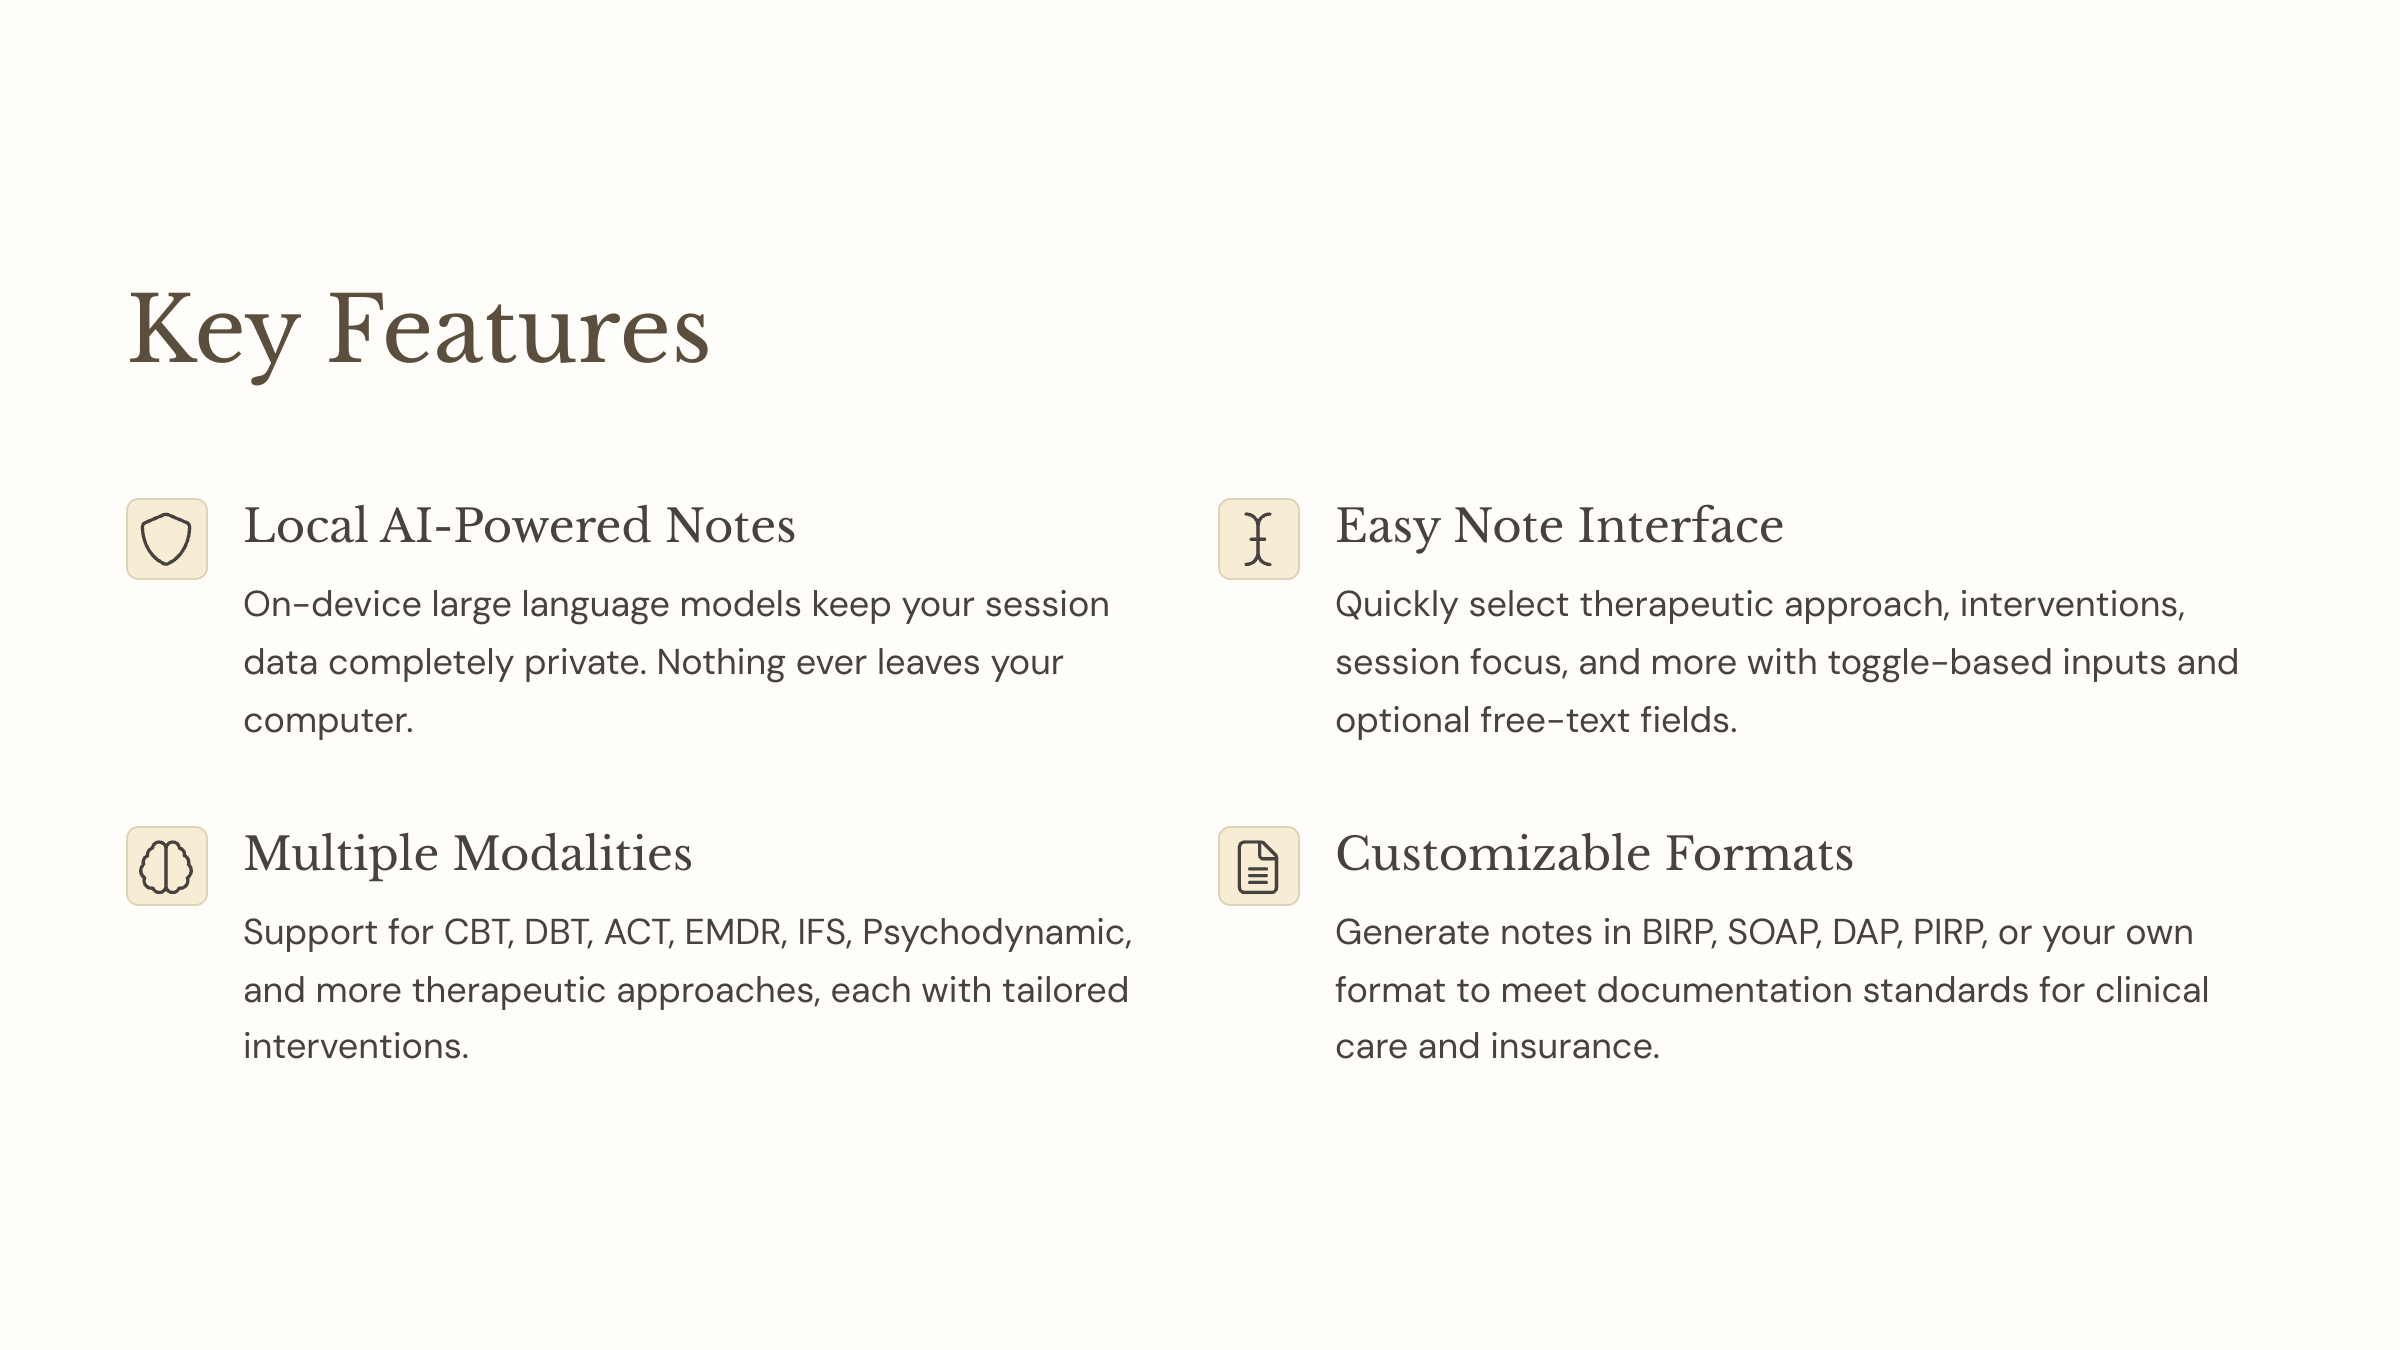 Key Features
Local AI-Powered Notes
On-device large language models keep your session
data completely private. Nothing ever leaves your
computer.
Easy Note Interface
Quickly select therapeutic approach, interventions,
session focus, and more with toggle-based inputs and
optional free-text fields.
Multiple Modalities
Support for CBT, DBT, ACT, EMDR, IFS, Psychodynamic,
and more therapeutic approaches, each with tailored
interventions.
Customizable Formats
Generate notes in BIRP, SOAP, DAP, PIRP, or your own
format to meet documentation standards for clinical
care and insurance.